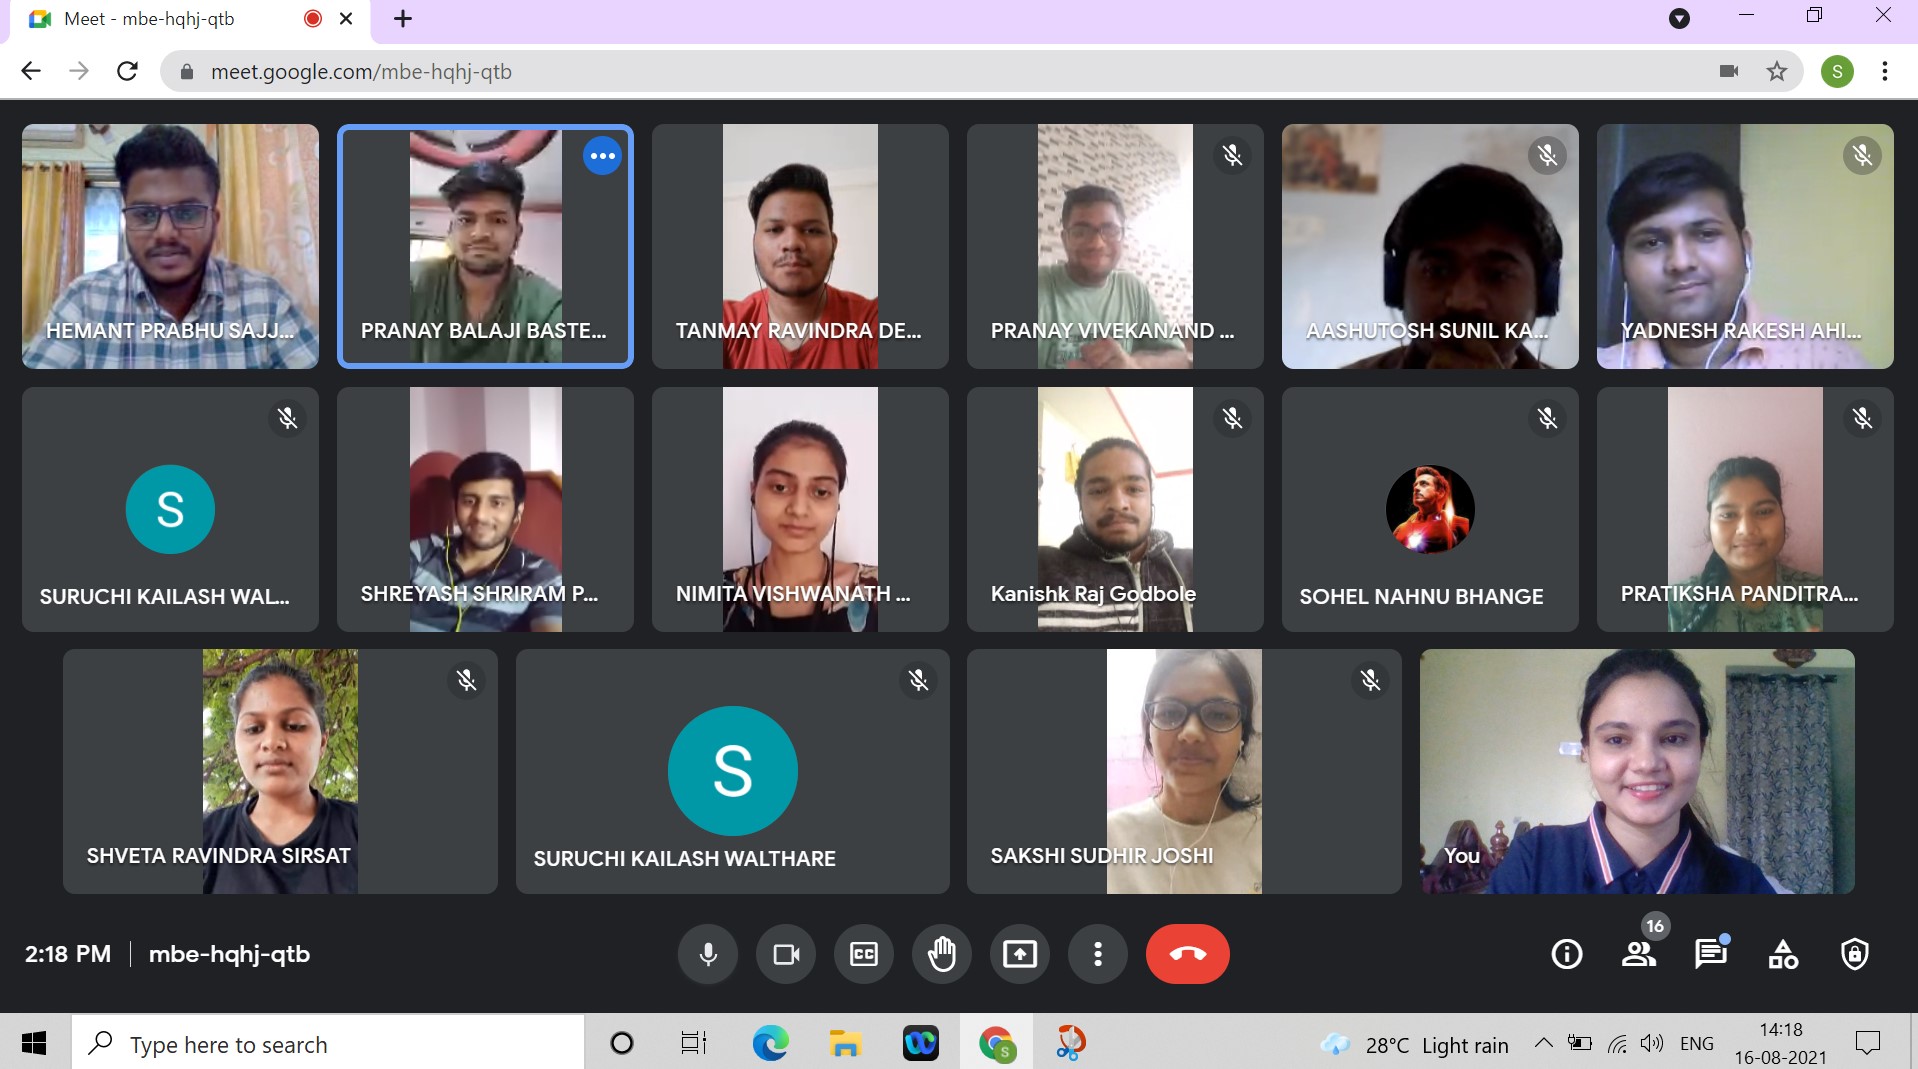 Meet - mbe-hqhj-qtb
meet.google.com/mbe-hqhj-qtb
S
HEMANT PRABHU SAJJ...
PRANAY BALAJI BASTE...
TANMAY RAVINDRA DE...
PRANAY VIVEKANAND ...
AASHUTOSH SUNIL KA...
YADNESH RAKESH AHI...
S
SURUCHI KAILASH WAL...
SHREYASH SHRIRAM P...
NIMITA VISHWANATH ...
Kanishk Raj Godbole
SOHEL NAHNU BHANGE
PRATIKSHA PANDITRA...
SHVETA RAVINDRA SIRSAT
S
SURUCHI KAILASH WALTHARE
SAKSHI SUDHIR JOSHI
You
2:18 PM | mbe-hqhj-qtb
CC
16
Type here to search
S
28°C Light rain
ENG
14:18
16-08-2021